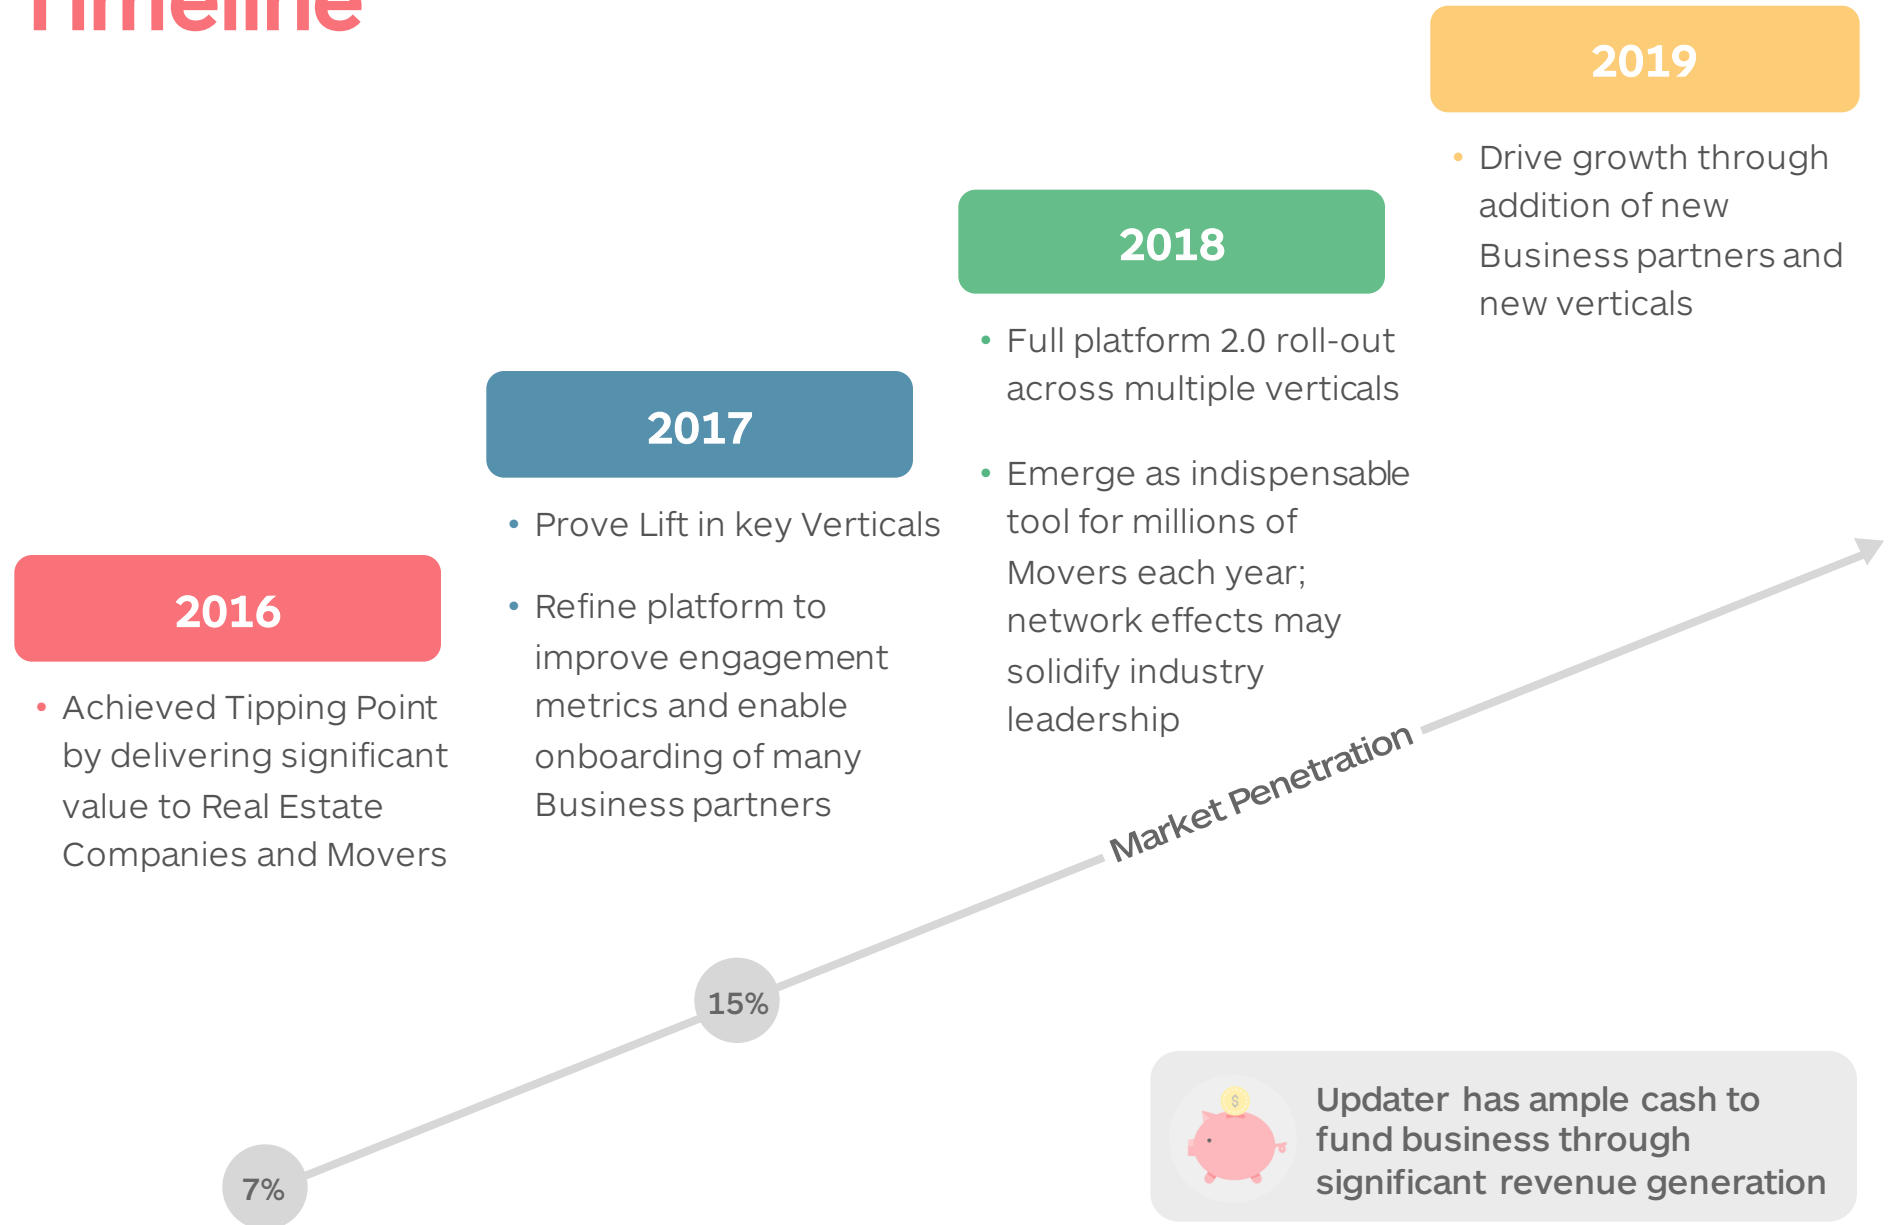 Timeline
2016
• Achieved Tipping Point
by delivering significant
value to Real Estate
Companies and Movers
2017
• Prove Lift in key Verticals
• Refine platform to
improve engagement
metrics and enable
onboarding of many
Business partners
2018
• Full platform 2.0 roll-out
across multiple verticals
• Emerge as indispensable
tool for millions of
Movers each year;
network effects may
solidify industry
leadership
2019
• Drive growth through
addition of new
Business partners and
new verticals
Market Penetration
15%
7%
$
Updater has ample cash to
fund business through
significant revenue generation